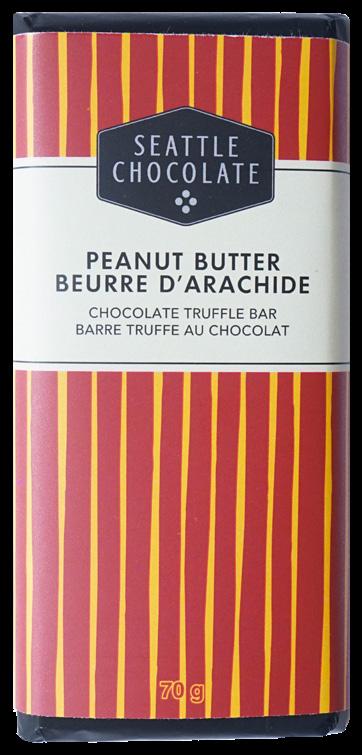 SEATTLE
CHOCOLATE
PEANUT BUTTER
BEURRE D'ARACHIDE
CHOCOLATE TRUFFLE BAR
BARRE TRUFFE AU CHOCOLAT
70 g